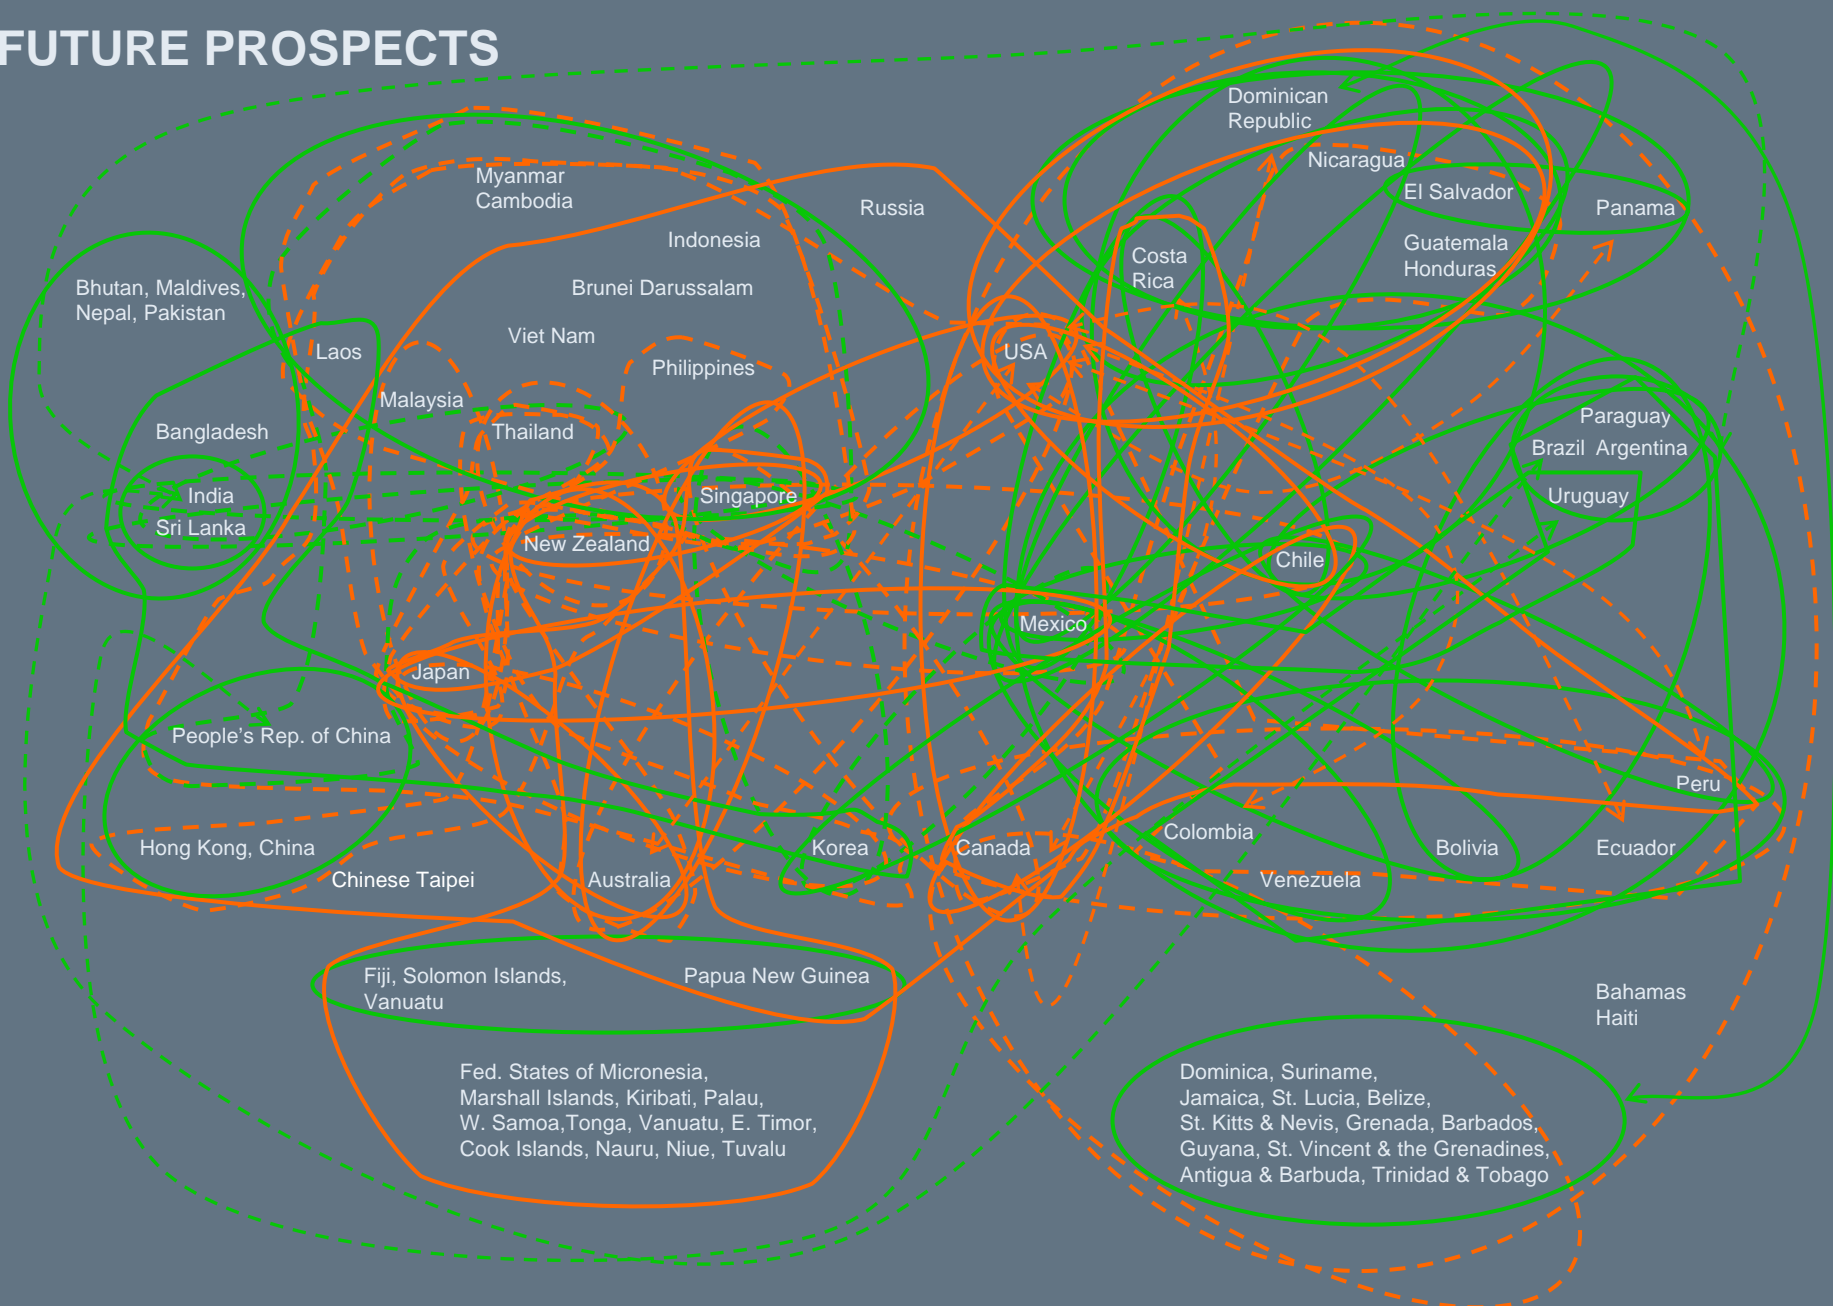 FUTURE PROSPECTS
Dominican
Republic
Nicaragua
El Salvador
Panama
Guatemala
Honduras
Costa
Rica
Myanmar
Cambodia
Russia
Indonesia
Brunei Darussalam
Bhutan, Maldives,
Nepal, Pakistan
Viet Nam
Laos
Philippines
USA
Malaysia
Bangladesh
Thailand
Paraguay
Brazil Argentina
India
Singapore
Uruguay
Sri Lanka
New Zealand
Chile
Mexico
Japan
People's Rep. of China
Peru
Colombia
Hong Kong, China
Korea
Canada
Bolivia
Ecuador
Chinese Taipei
Australia
Venezuela
Fiji, Solomon Islands,
Vanuatu
Papua New Guinea
Bahamas
Haiti
Fed. States of Micronesia,
Marshall Islands, Kiribati, Palau,
W. Samoa,Tonga, Vanuatu, E. Timor,
Cook Islands, Nauru, Niue, Tuvalu
Dominica, Suriname,
Jamaica, St. Lucia, Belize,
St. Kitts & Nevis, Grenada, Barbados,
Guyana, St. Vincent & the Grenadines,
Antigua & Barbuda, Trinidad & Tobago